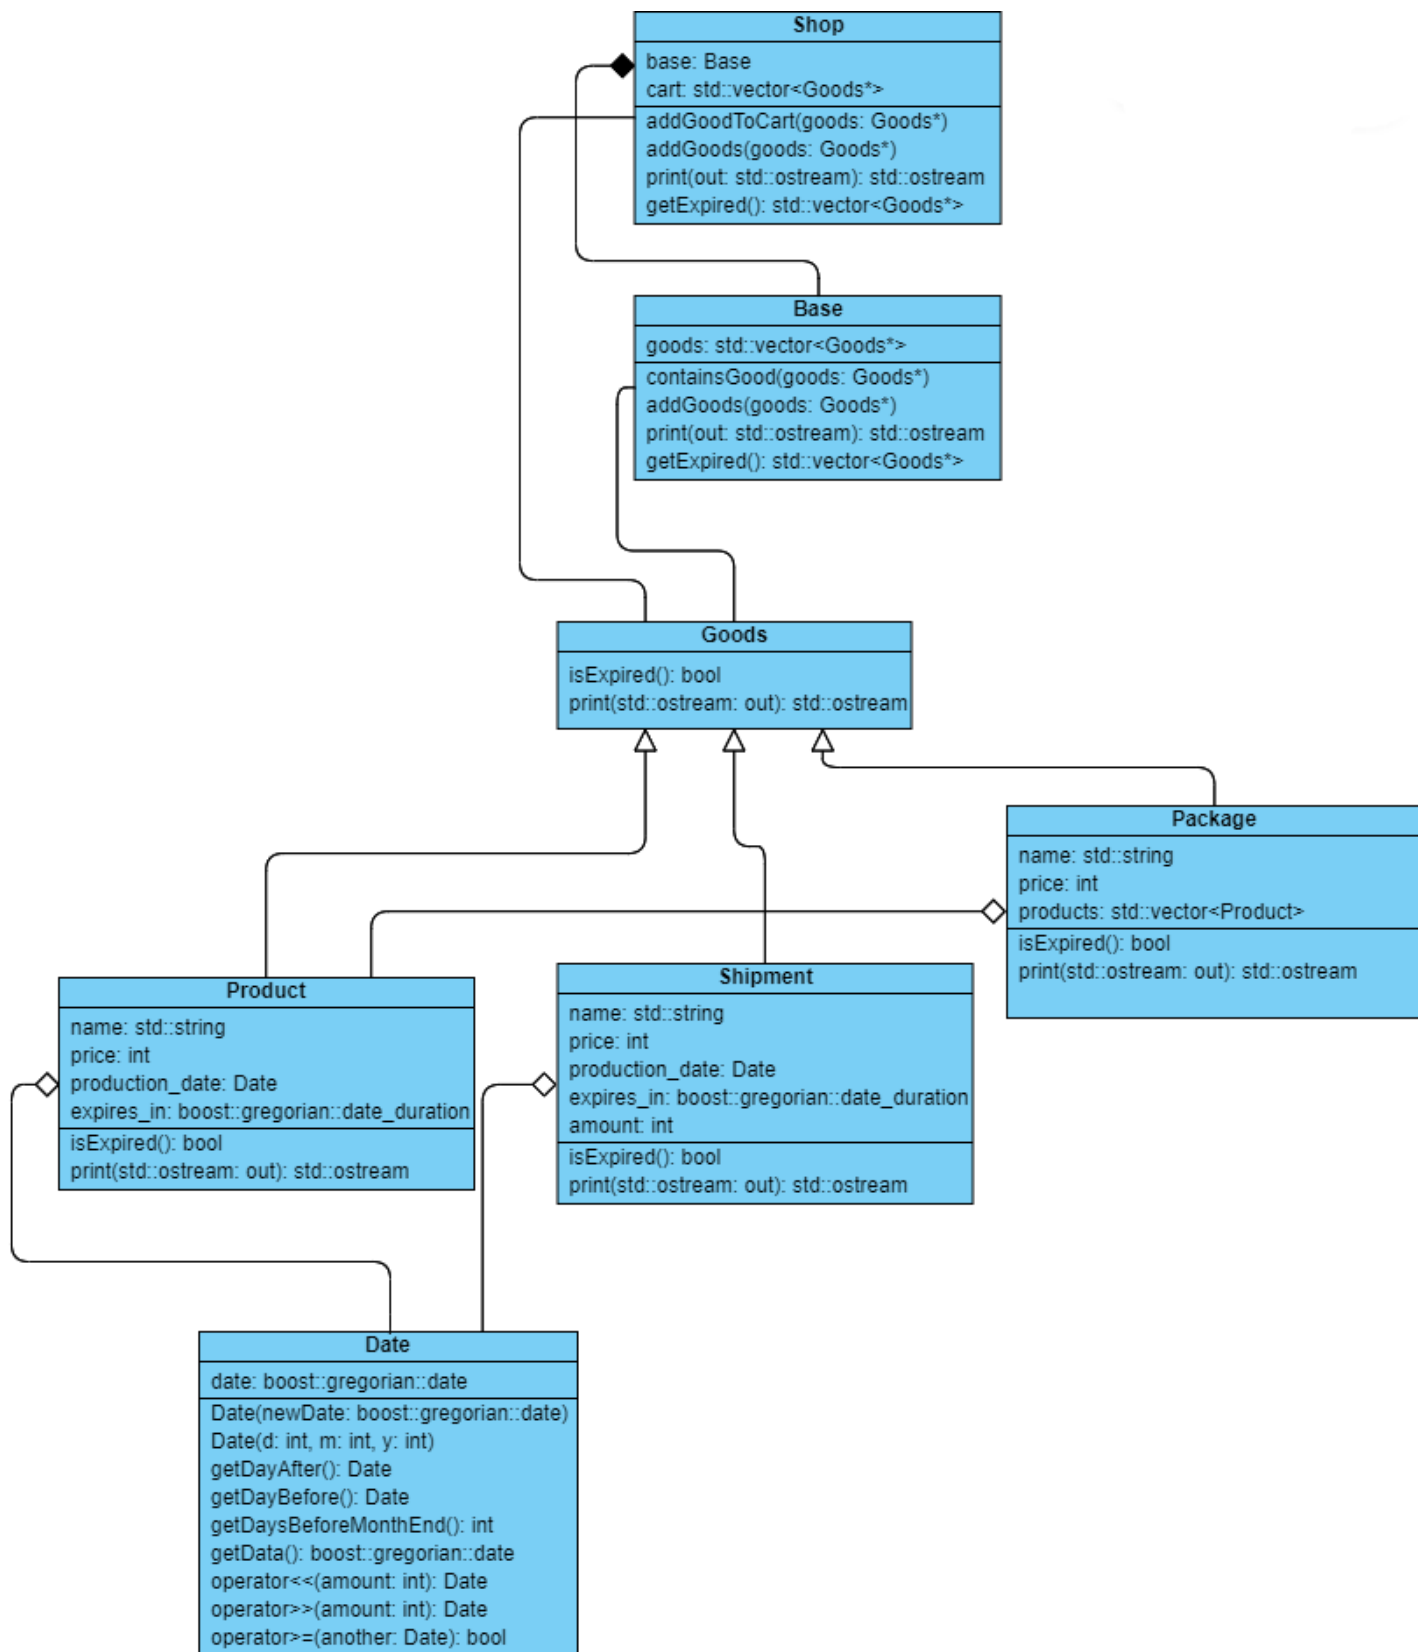 Shop
base: Base
cart: std::vector<Goods*>
addGoodToCart(goods: Goods*)
addGoods(goods: Goods*)
print(out: std::ostream): std::ostream
getExpired(): std::vector<Goods*>
Base
goods: std::vector<Goods*>
containsGood(goods: Goods*)
addGoods(goods: Goods*)
print(out: std::ostream): std::ostream
getExpired(): std::vector<Goods*>
Goods
isExpired(): bool
print(std::ostream: out): std::ostream
Package
name: std::string
price: int
products: std::vector<Product>
isExpired(): bool
print(std::ostream: out): std::ostream
Product
name: std::string
price: int
production_date: Date
expires_in: boost::gregorian::date_duration
isExpired(): bool
print(std::ostream: out): std::ostream
Shipment
name: std::string
price: int
production_date: Date
expires_in: boost::gregorian::date_duration
amount: int
isExpired(): bool
print(std::ostream: out): std::ostream
Date
date: boost::gregorian::date
Date(newDate: boost::gregorian::date)
Date(d: int, m: int, y: int)
getDayAfter(): Date
getDayBefore(): Date
getDaysBeforeMonthEnd(): int
getData(): boost::gregorian::date
operator<<(amount: int): Date
operator>>(amount: int): Date
operator>=(another: Date): bool